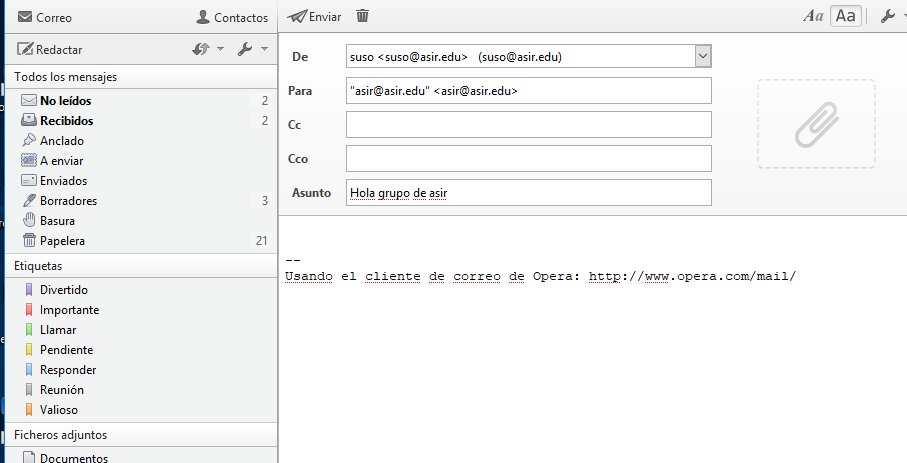 Correo
Contactos
Redactar
Todos los mensajes
No leídos 2
Recibidos 2
Anclado
A enviar
Enviados
Borradores 3
Basura
Papelera 21
Etiquetas
Divertido
Importante
Llamar
Pendiente
Responder
Reunión
Valioso
Ficheros adjuntos
Documentos
Enviar
Aa Aa
De suso <suso@asir.edu> (suso@asir.edu)
Para "asir@asir.edu" <asir@asir.edu>
Cc
Cco
Asunto Hola grupo de asir
--
Usando el cliente de correo de Opera: http://www.opera.com/mail/